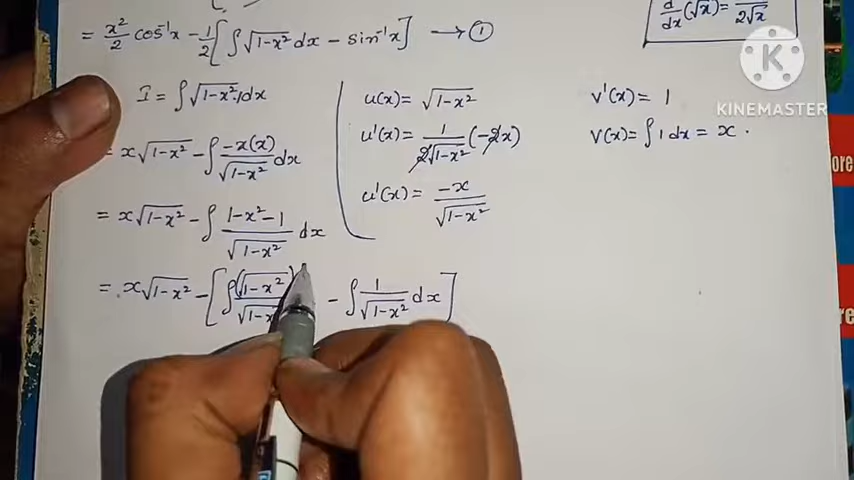 = x²/2 cos⁻¹x - 1/2 [ ∫√(1-x²) dx - sin⁻¹x ] → ①
d/dx (√x) = 1/(2√x)
I = ∫√(1-x²)·1 dx
= x√(1-x²) - ∫ -x(x)/√(1-x²) dx
= x√(1-x²) - ∫ (1-x²-1)/√(1-x²) dx
= x√(1-x²) - [ ∫ (√(1-x²))
- ∫ 1/√(1-x²) dx ]
u(x) = √(1-x²)
u'(x) = 1/(2√(1-x²)) (-2x)
u'(x) = -x/√(1-x²)
v'(x) = 1
v(x) = ∫1 dx = x .
K
KINEMASTER